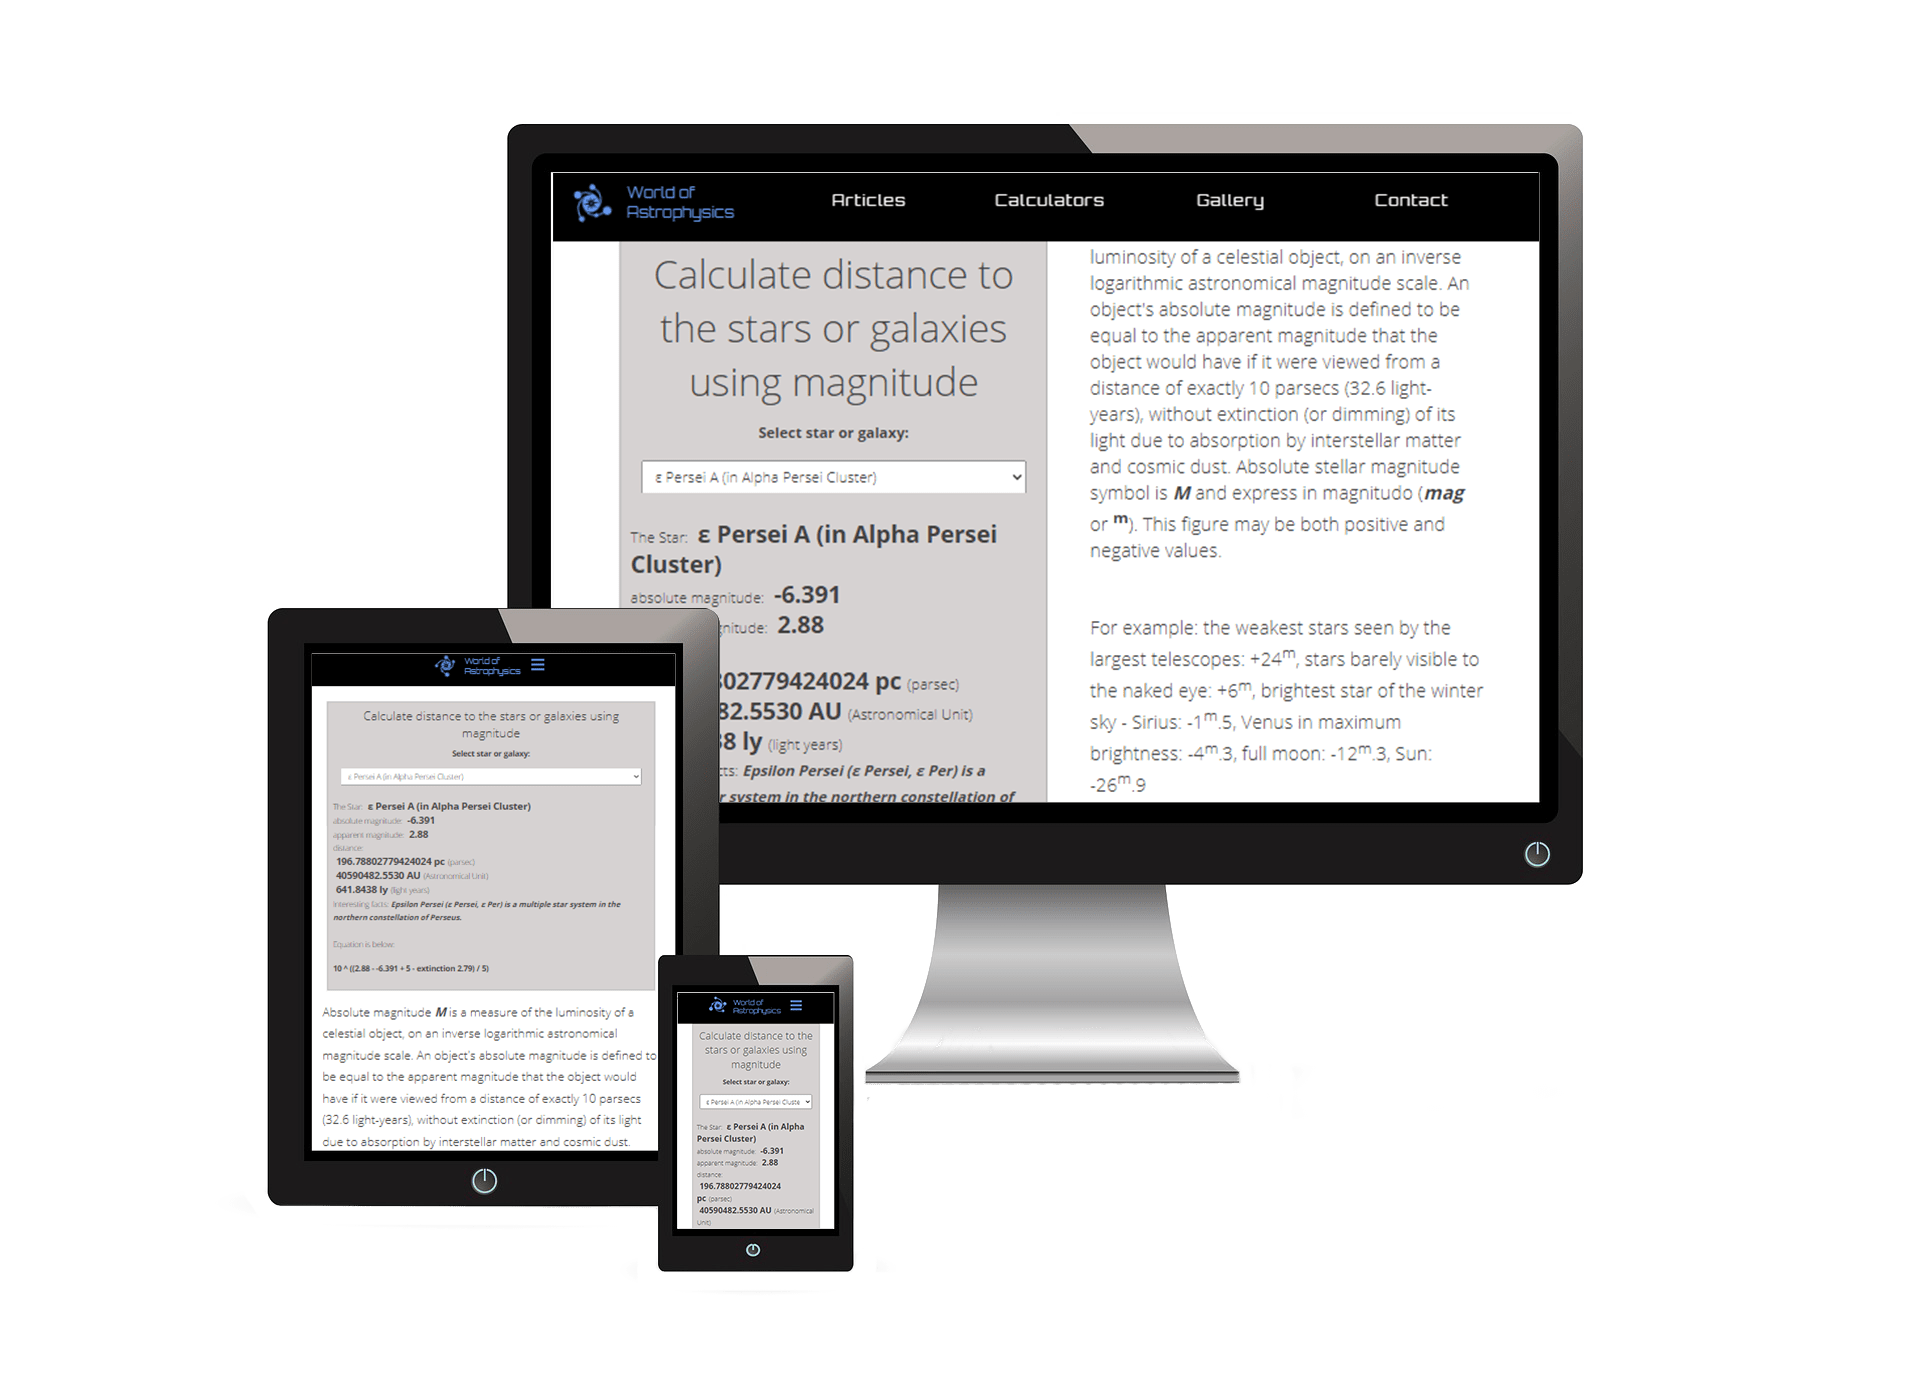 World of
Astrophysics
Articles
Calculators
Gallery
Contact
Calculate distance to
the stars or galaxies
using magnitude
Select star or galaxy:
ε Persei A (in Alpha Persei Cluster)
The Star: ε Persei A (in Alpha Persei
Cluster)
absolute magnitude: -6.391
gnitude: 2.88
802779424024 pc (parsec)
82.5530 AU (Astronomical Unit)
38 ly (light years)
cts: Epsilon Persei (ε Persei, ε Per) is a
r system in the northern constellation of
luminosity of a celestial object, on an inverse
logarithmic astronomical magnitude scale. An
object's absolute magnitude is defined to be
equal to the apparent magnitude that the
object would have if it were viewed from a
distance of exactly 10 parsecs (32.6 light-
years), without extinction (or dimming) of its
light due to absorption by interstellar matter
and cosmic dust. Absolute stellar magnitude
symbol is M and express in magnitudo (mag
or m). This figure may be both positive and
negative values.
For example: the weakest stars seen by the
largest telescopes: +24m, stars barely visible to
the naked eye: +6m, brightest star of the winter
sky - Sirius: -1m.5, Venus in maximum
brightness: -4m.3, full moon: -12m.3, Sun:
-26m.9
World of
Astrophysics
Calculate distance to the stars or galaxies using
magnitude
Select star or galaxy:
ε Persei A (in Alpha Persei Cluster)
The Star: ε Persei A (in Alpha Persei Cluster)
absolute magnitude: -6.391
apparent magnitude: 2.88
distance:
196.78802779424024 pc (parsec)
40590482.5530 AU (Astronomical Unit)
641.8438 ly (light years)
Interesting facts: Epsilon Persei (ε Persei, ε Per) is a multiple star system in the
northern constellation of Perseus.
Equation is below:
10 ^ ((2.88 - -6.391 + 5 - extinction 2.79) / 5)
Absolute magnitude M is a measure of the luminosity of a
celestial object, on an inverse logarithmic astronomical
magnitude scale. An object's absolute magnitude is defined to
be equal to the apparent magnitude that the object would
have if it were viewed from a distance of exactly 10 parsecs
(32.6 light-years), without extinction (or dimming) of its light
due to absorption by interstellar matter and cosmic dust.
World of
Astrophysics
Calculate distance to the
stars or galaxies using
magnitude
Select star or galaxy:
ε Persei A (in Alpha Persei Cluste
The Star: ε Persei A (in Alpha
Persei Cluster)
absolute magnitude: -6.391
apparent magnitude: 2.88
distance:
196.78802779424024
pc (parsec)
40590482.5530 AU (Astronomical
Unit)